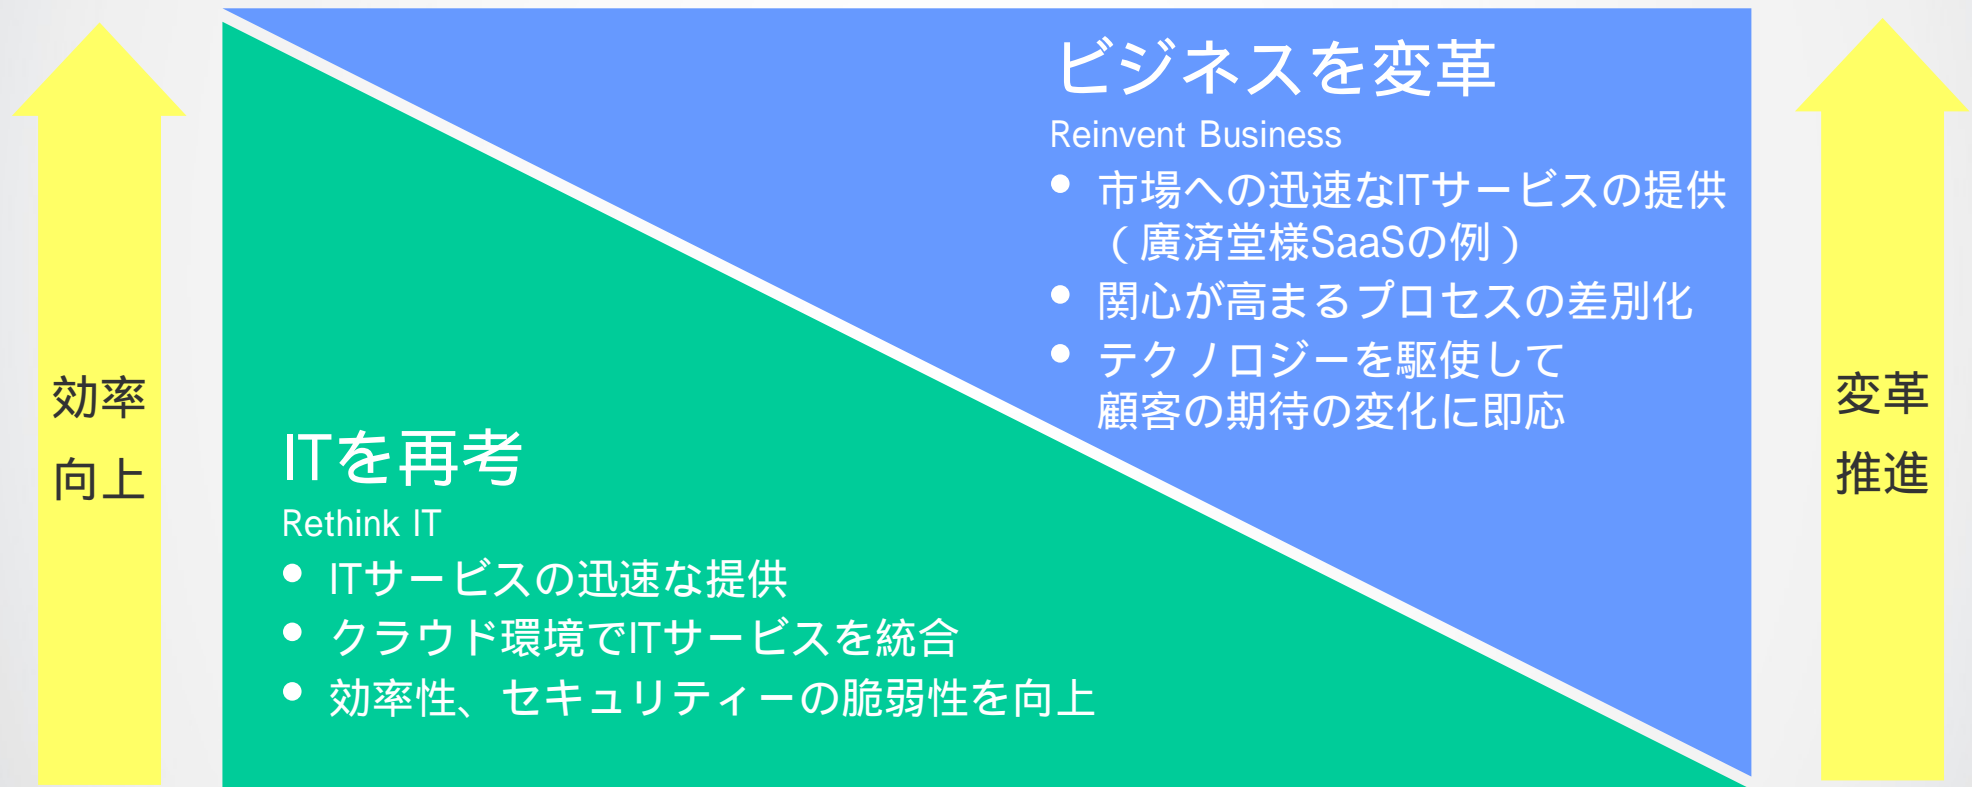 効率
向上
ITを再考
Rethink IT
● ITサービスの迅速な提供
● クラウド環境でITサービスを統合
● 効率性、セキュリティーの脆弱性を向上
ビジネスを変革
Reinvent Business
● 市場への迅速なITサービスの提供
（廣済堂様SaaSの例）
● 関心が高まるプロセスの差別化
● テクノロジーを駆使して
顧客の期待の変化に即応
変革
推進